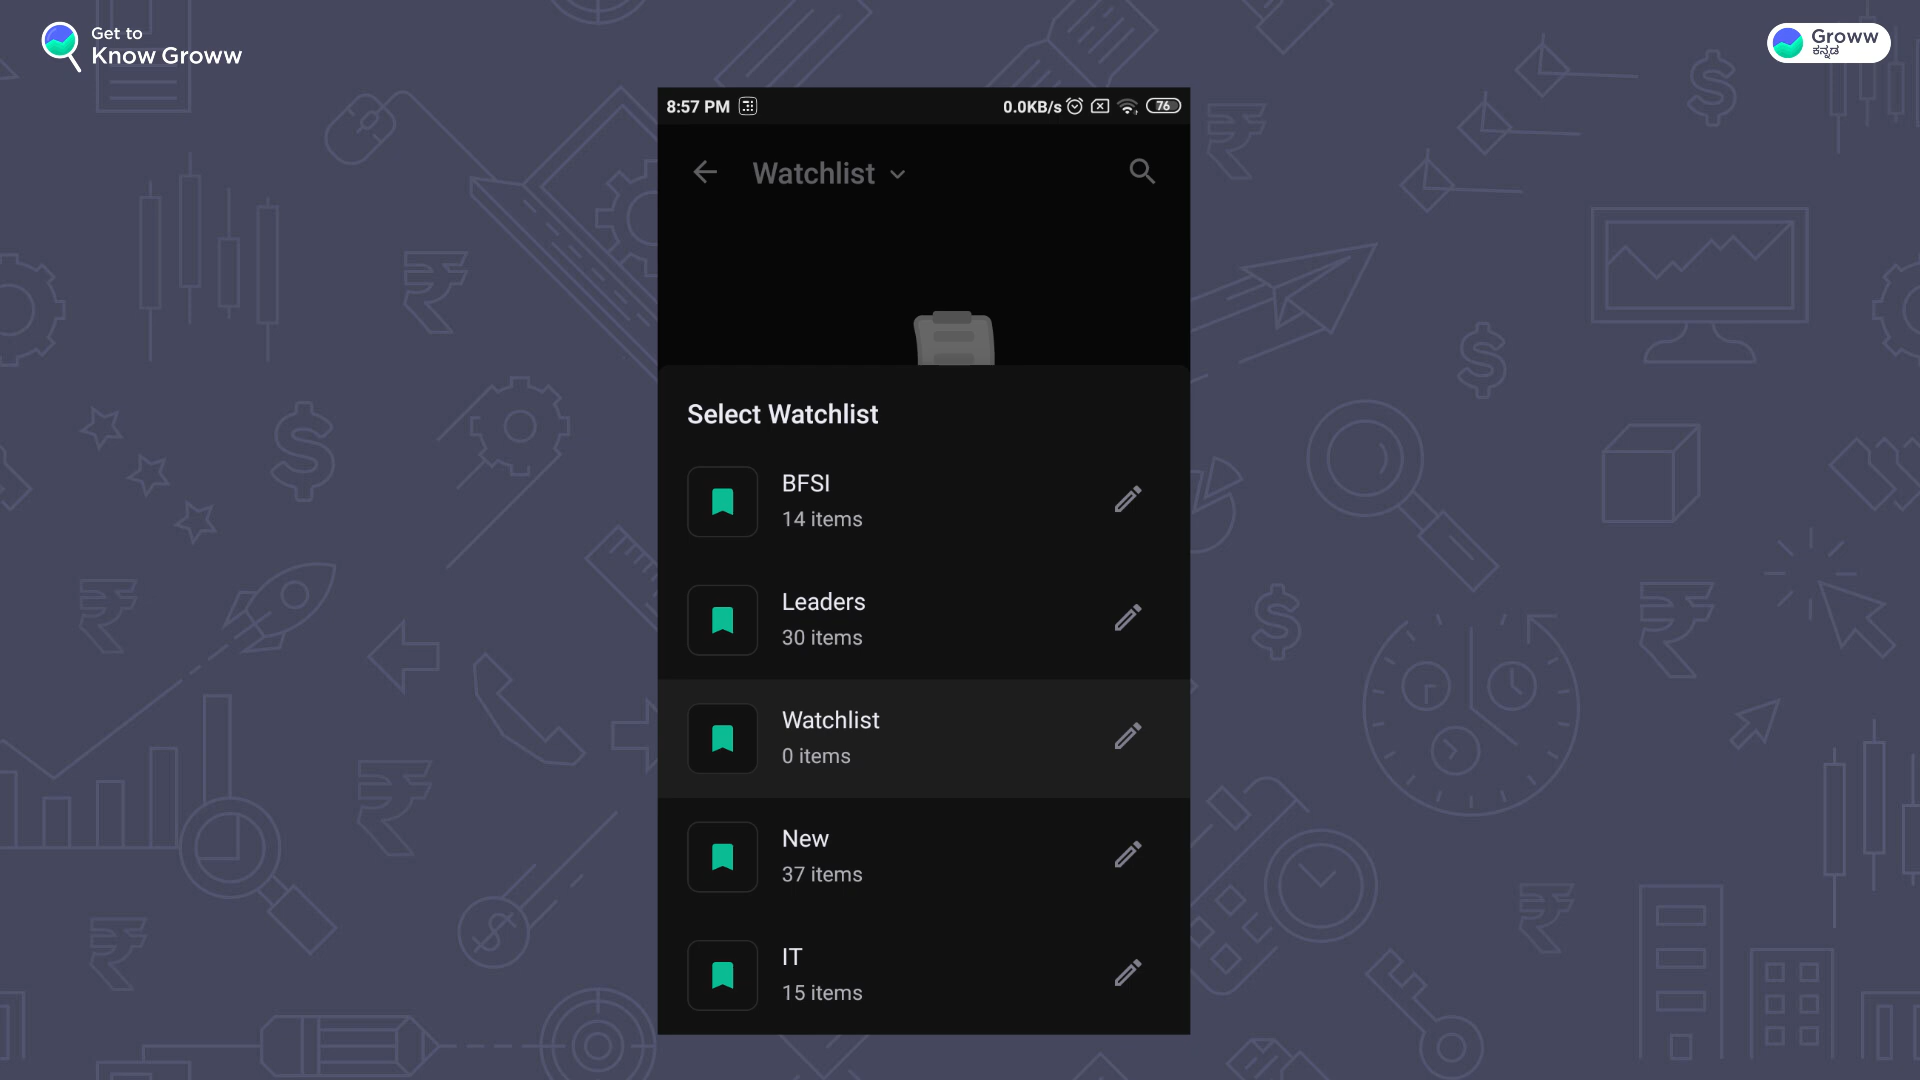 Get to
Know Groww
Groww
ಕನ್ನಡ
8:57 PM
0.0KB/s
76
Watchlist
Select Watchlist
BFSI
14 items
Leaders
30 items
Watchlist
0 items
New
37 items
IT
15 items